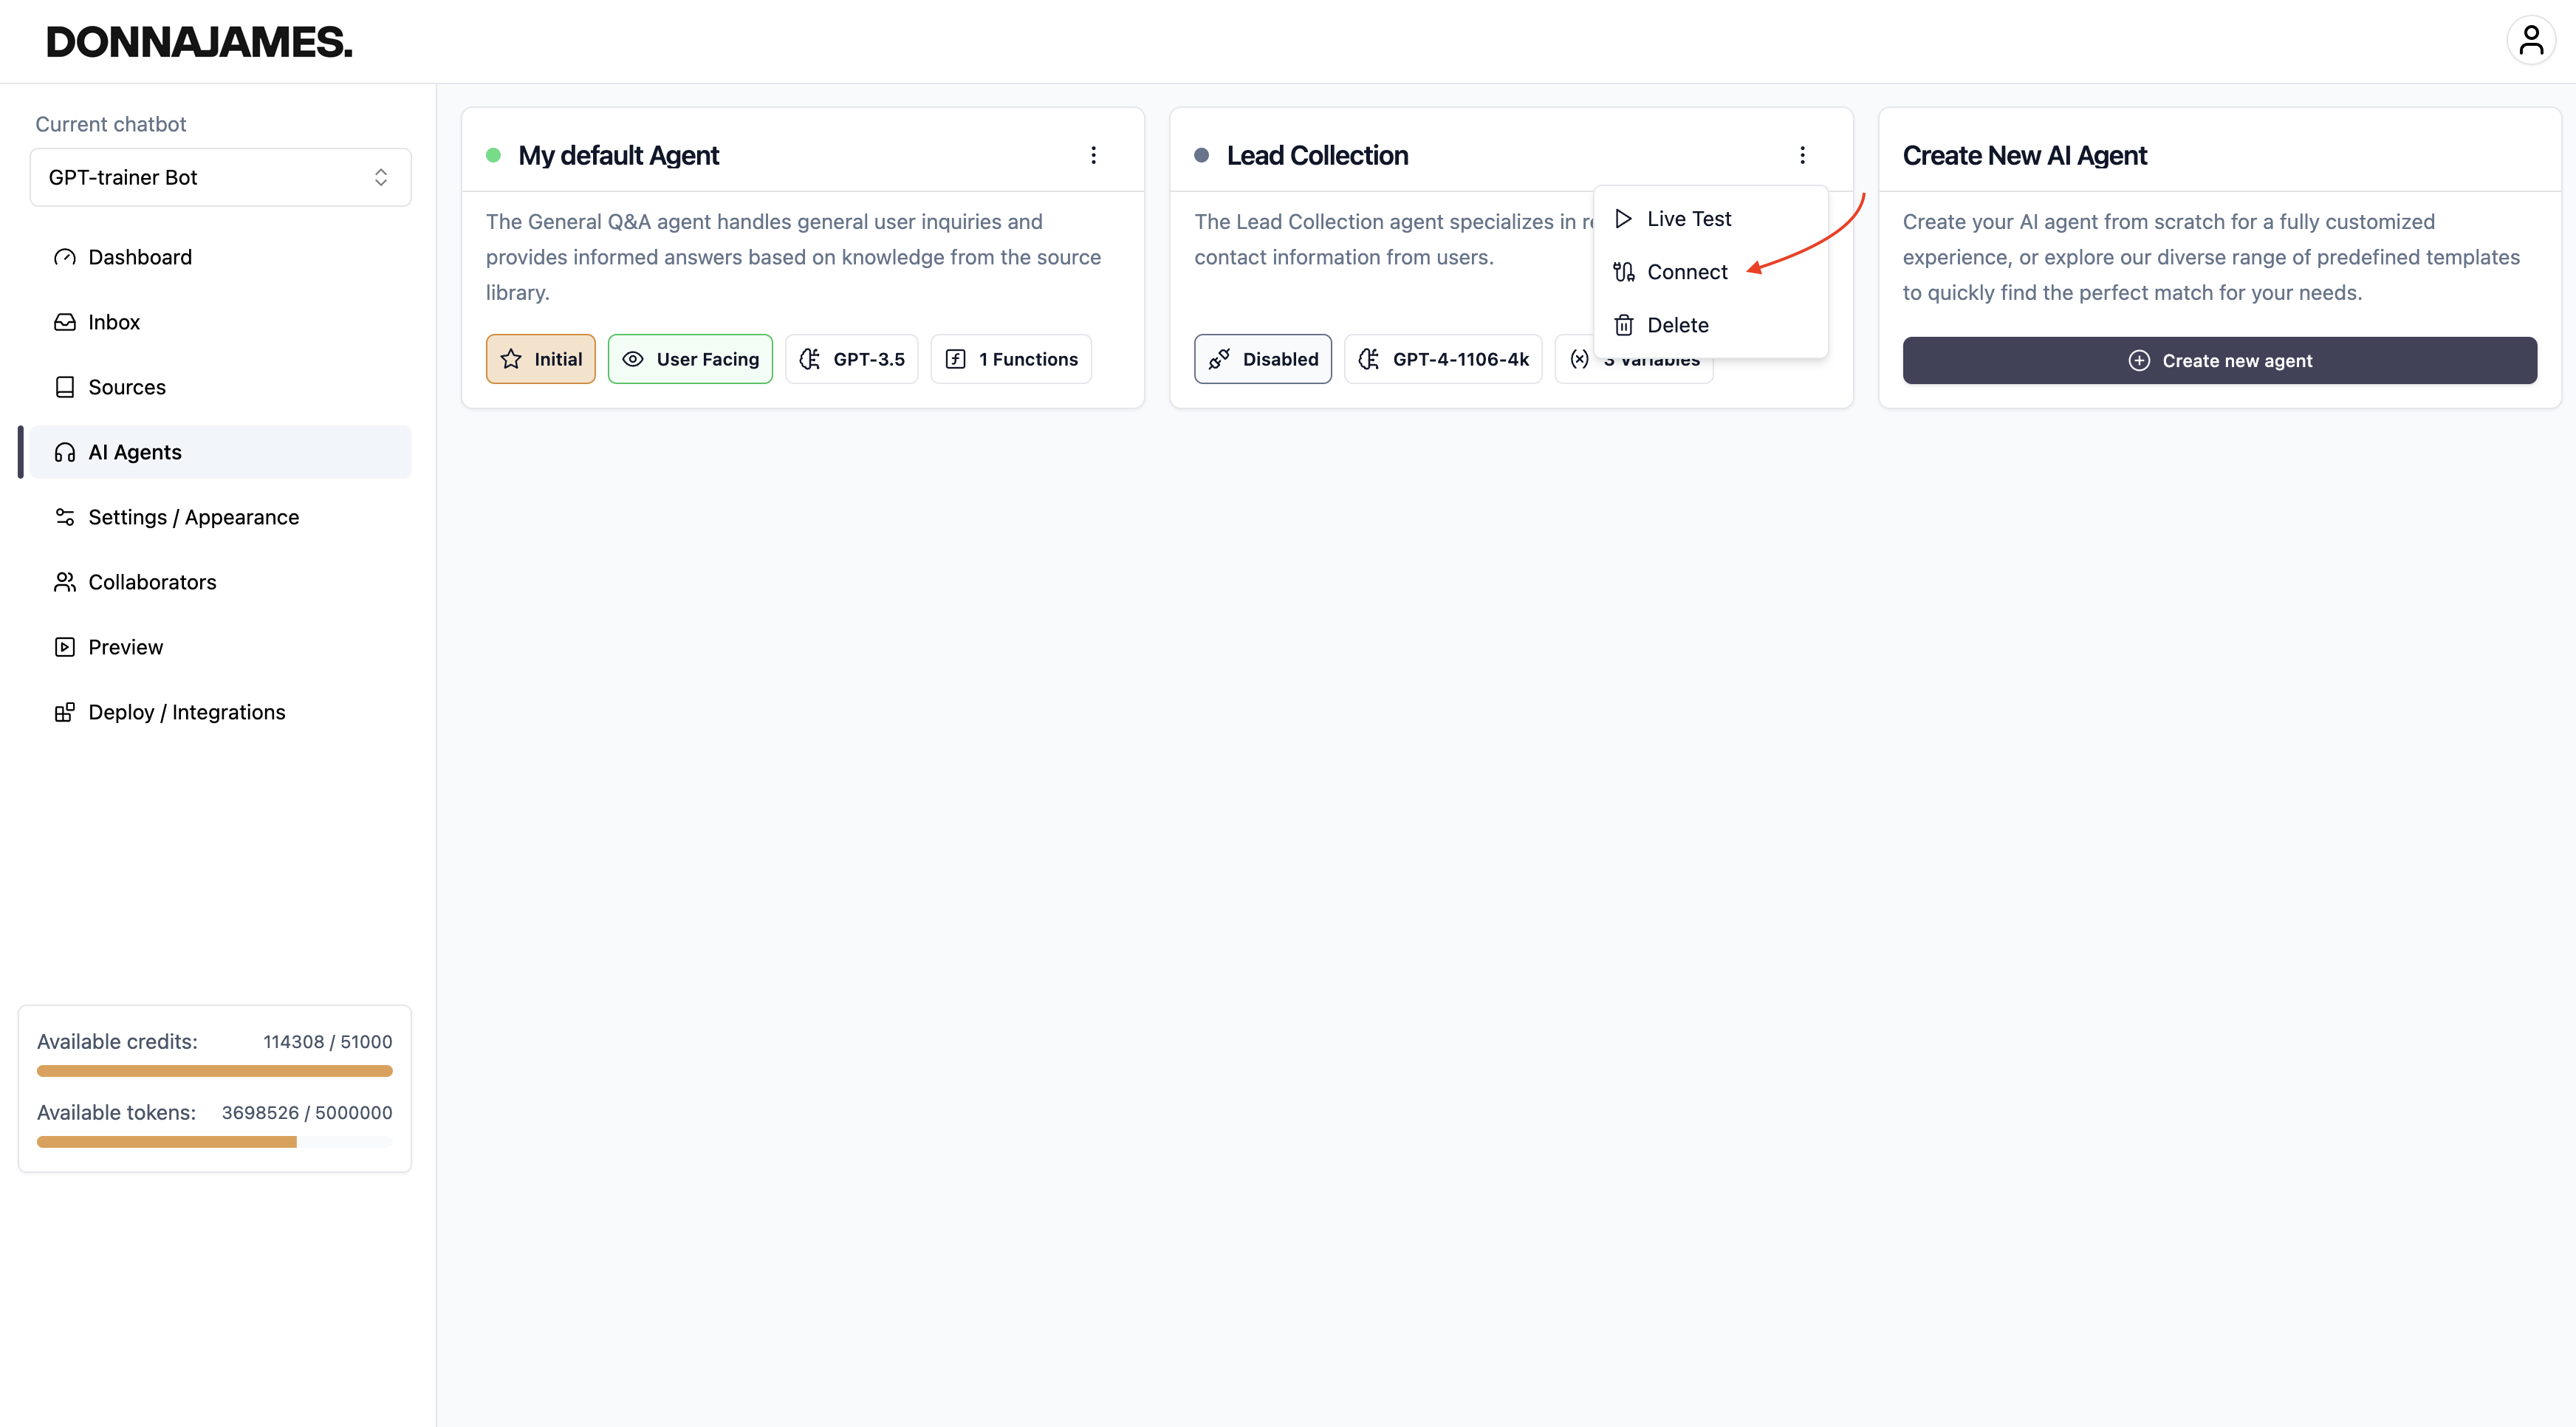 DONNAJAMES.
Current chatbot
GPT-trainer Bot
Dashboard
Inbox
Sources
AI Agents
Settings / Appearance
Collaborators
Preview
Deploy / Integrations
Available credits: 114308 / 51000
Available tokens: 3698526 / 5000000
My default Agent
The General Q&A agent handles general user inquiries and
provides informed answers based on knowledge from the source
library.
Initial User Facing GPT-3.5 1 Functions
Lead Collection
The Lead Collection agent specializes in
contact information from users.
Disabled GPT-4-1106-4k 3 Variables
Live Test
Connect
Delete
Create New AI Agent
Create your AI agent from scratch for a fully customized
experience, or explore our diverse range of predefined templates
to quickly find the perfect match for your needs.
Create new agent